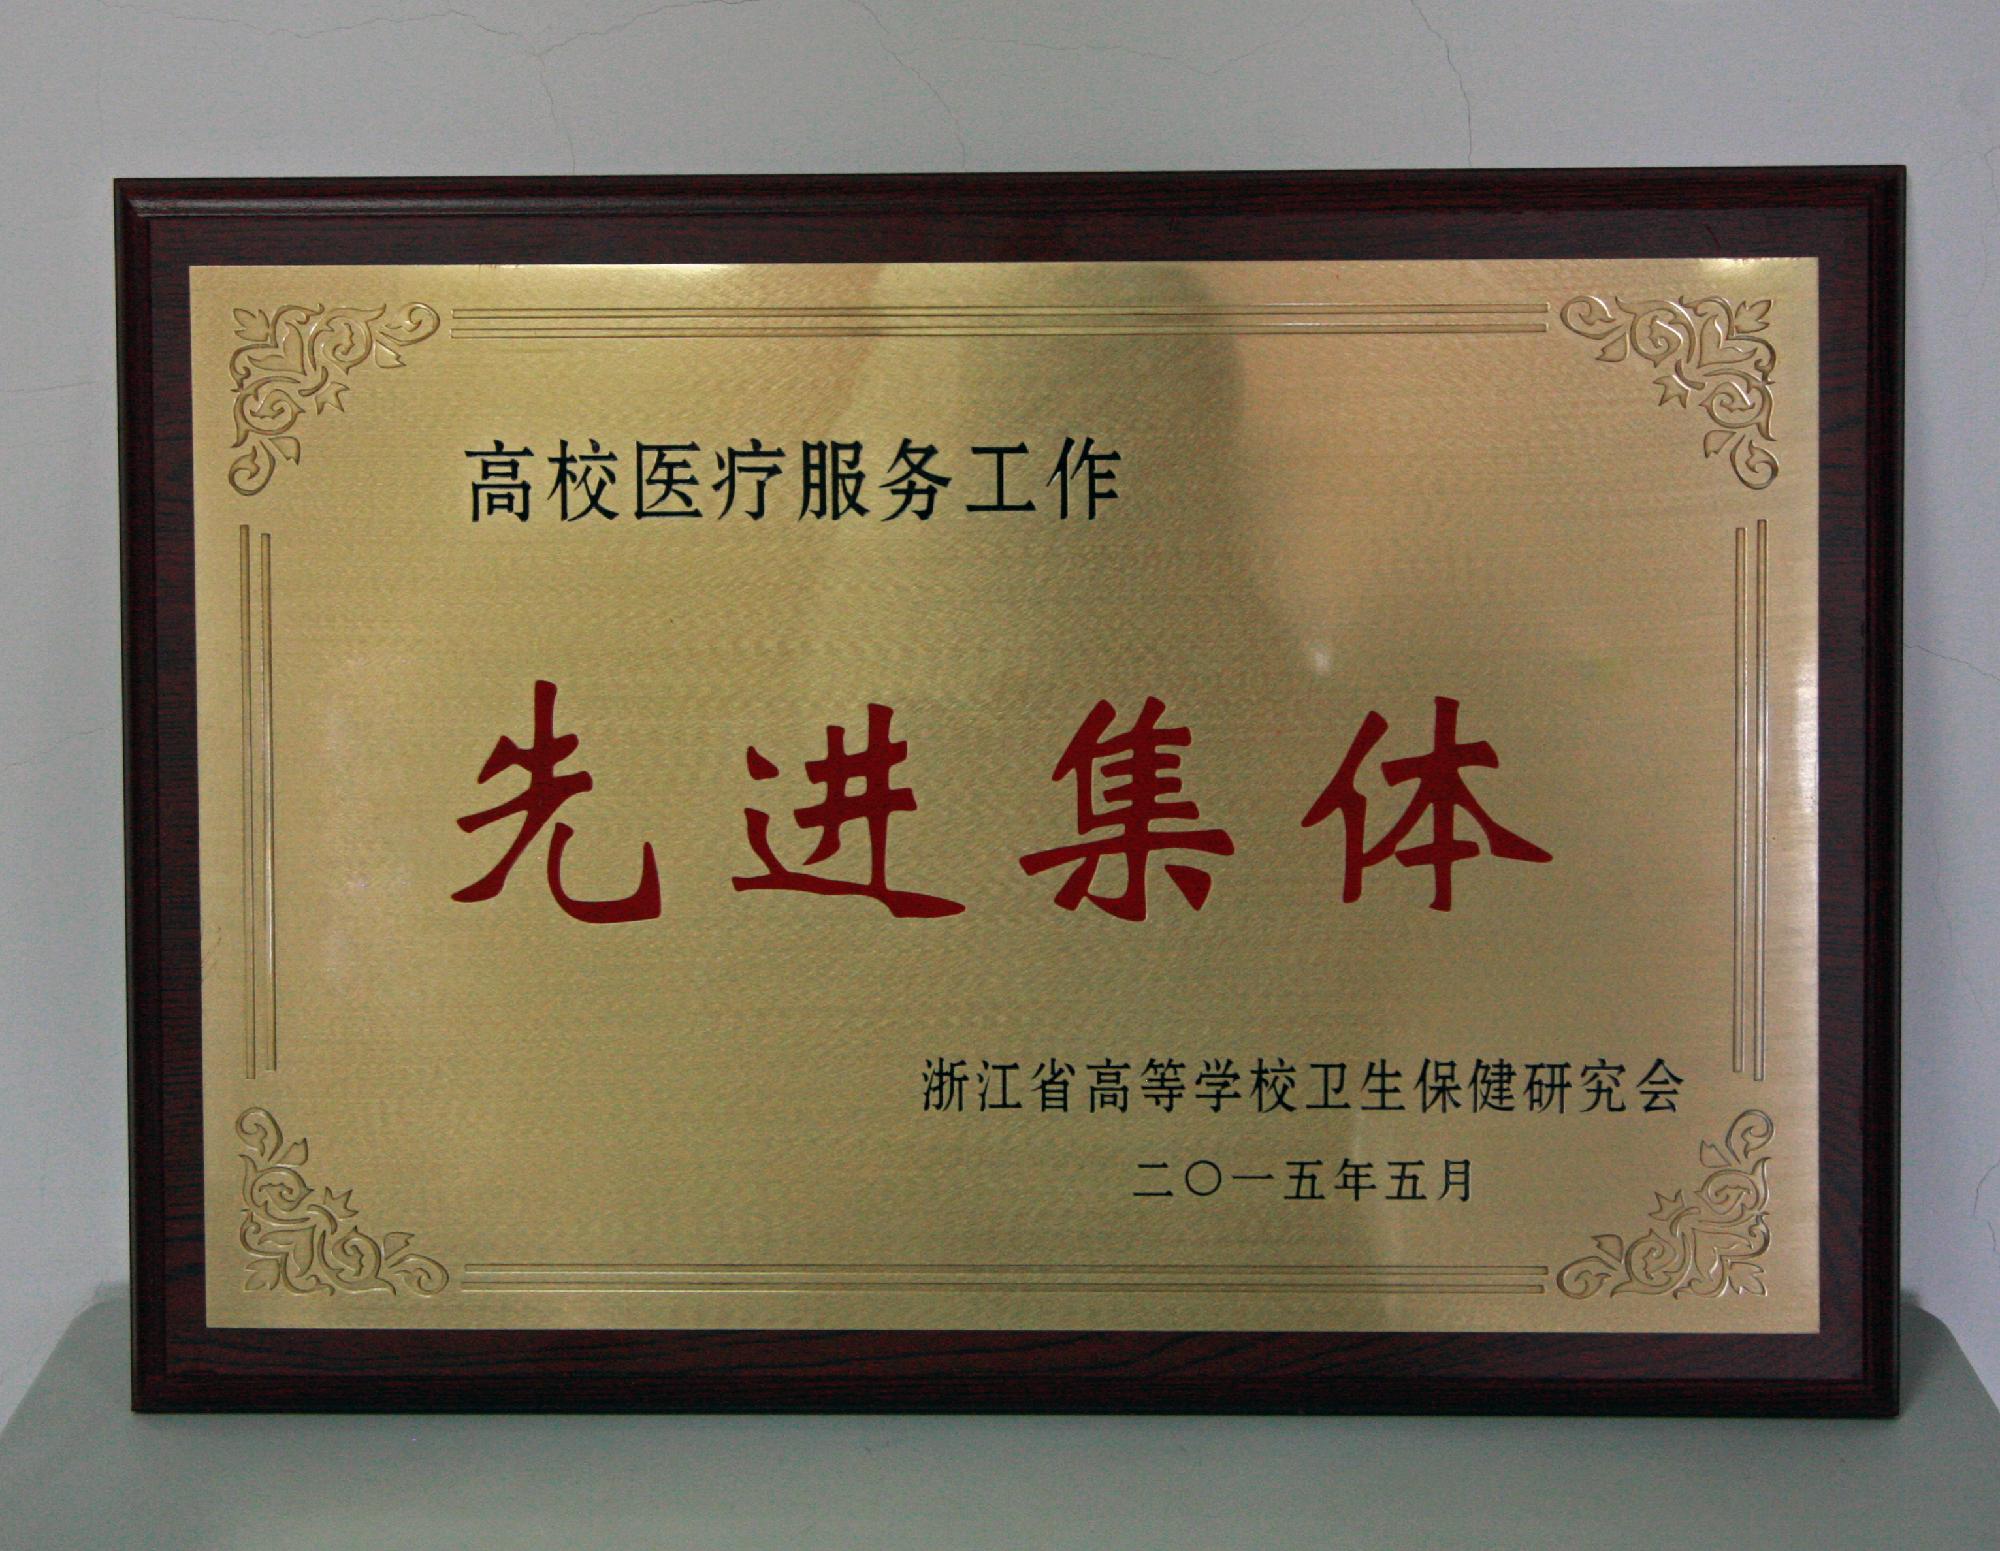 高校医疗服务工作
先进集体
浙江省高等学校卫生保健研究会
二〇一五年五月